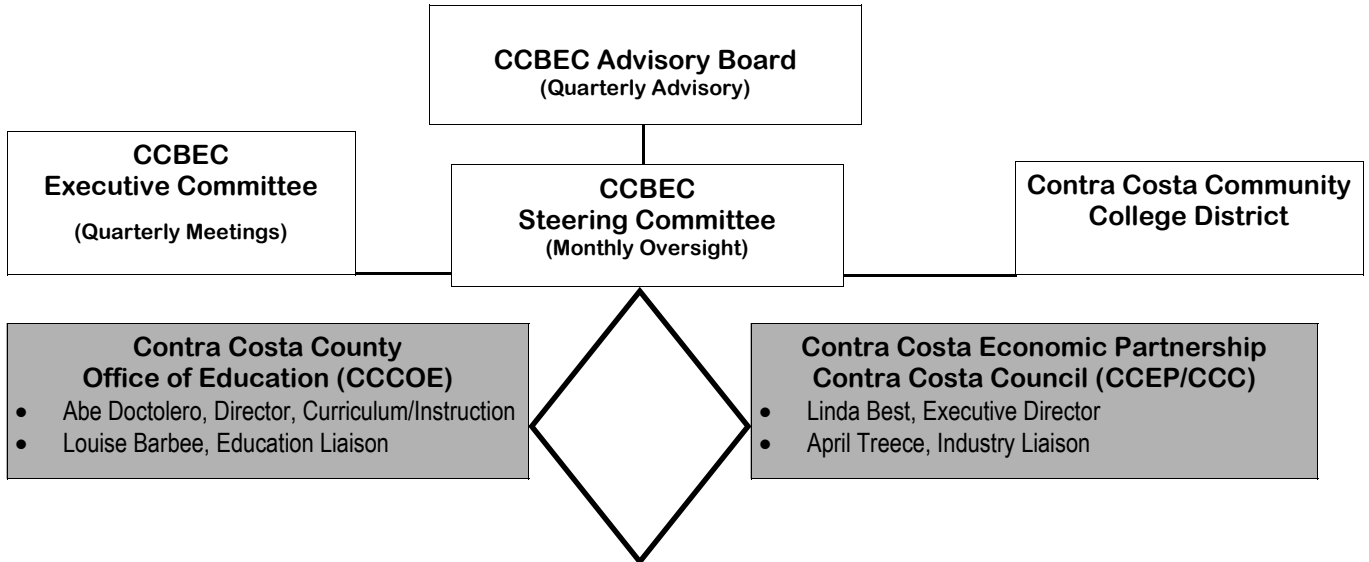 CCBEC Advisory Board
(Quarterly Advisory)
CCBEC
Executive Committee
(Quarterly Meetings)
CCBEC
Steering Committee
(Monthly Oversight)
Contra Costa Community
College District
Contra Costa County
Office of Education (CCCOE)
• Abe Doctolero, Director, Curriculum/Instruction
• Louise Barbee, Education Liaison
Contra Costa Economic Partnership
Contra Costa Council (CCEP/CCC)
• Linda Best, Executive Director
• April Treece, Industry Liaison